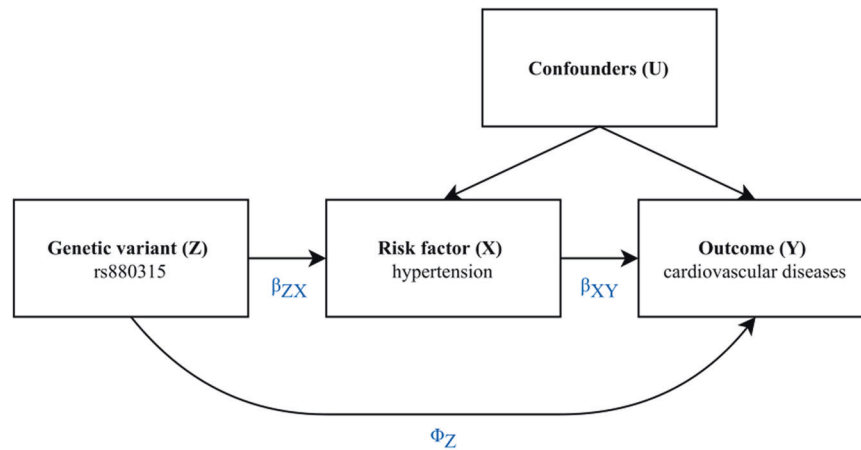 Confounders (U)
Genetic variant (Z)
rs880315
Risk factor (X)
hypertension
Outcome (Y)
cardiovascular diseases
βZX
βXY
ΦZ